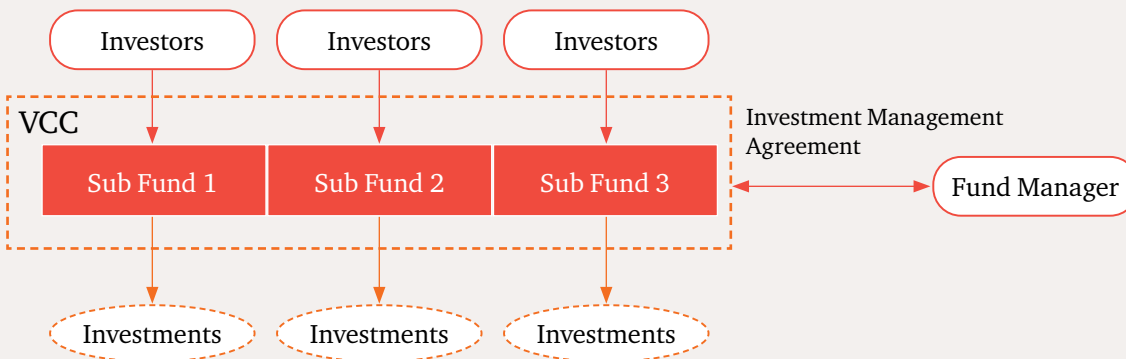 Investors
Investors
Investors
VCC
Investment Management
Agreement
Sub Fund 1
Sub Fund 2
Sub Fund 3
Fund Manager
Investments
Investments
Investments